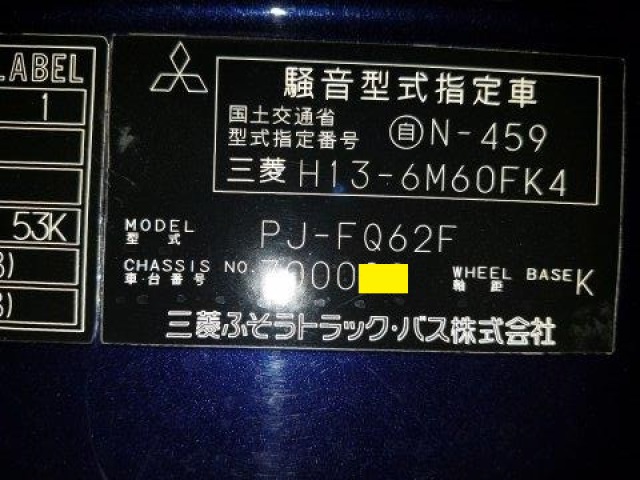 LABEL
1
53K
騒音型式指定車
国土交通省
型式指定番号 自 N-459
三菱 H13-6M60FK4
MODEL PJ-FQ62F
型式
CHASSIS NO. WHEEL BASE K
車台番号 軸距
三菱ふそうトラック・バス株式会社